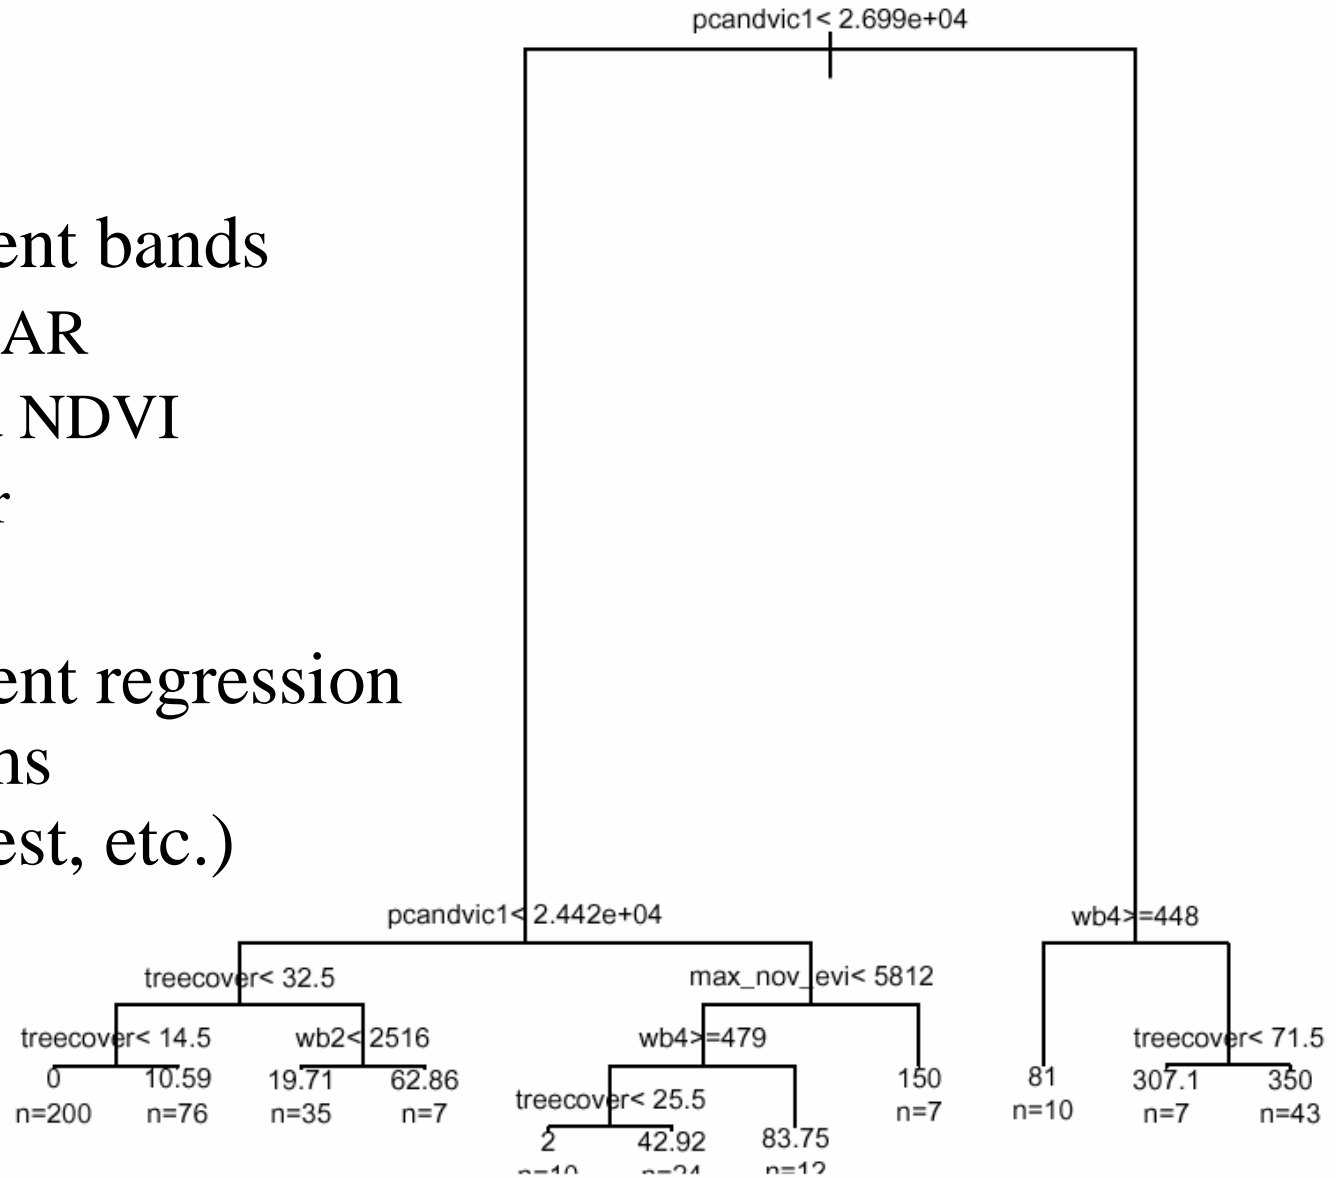 pcandvic1< 2.699e+04
ent bands
AR
NDVI
r
ent regression
ns
est, etc.)
pcandvic1< 2.442e+04 wb4>=448
treecover< 32.5 max_nov_evi< 5812
treecover< 14.5 wb2< 2516 wb4>=479 treecover< 71.5
0 10.59 19.71 62.86 150 81 307.1 350
n=200 n=76 n=35 n=7 n=7 n=10 n=7 n=43
treecover< 25.5
2 42.92 83.75
n=10 n=24 n=12